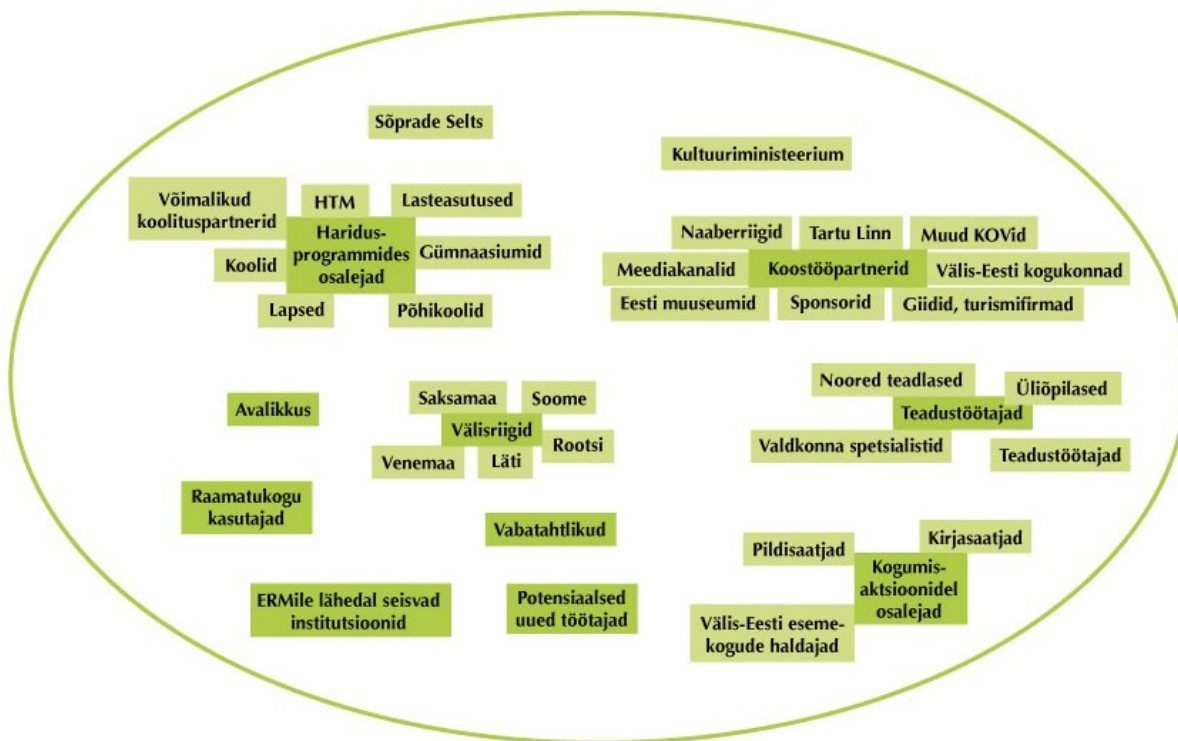 Sõprade Selts
Kultuuriministeerium
Võimalikud
koolituspartnerid
HTM
Lasteasutused
Haridus-
programmides
osalejad
Koolid
Gümnaasiumid
Lapsed
Põhikoolid
Naaberriigid
Tartu Linn
Muud KOVid
Meediakanalid
Koostööpartnerid
Välis-Eesti kogukonnad
Eesti muuseumid
Sponsorid
Giidid, turismifirmad
Avalikkus
Saksamaa
Soome
Välisriigid
Venemaa
Läti
Rootsi
Noored teadlased
Üliõpilased
Teadustöötajad
Valdkonna spetsialistid
Teadustöötajad
Raamatukogu
kasutajad
Vabatahtlikud
Pildisaatjad
Kirjasaatjad
Kogumis-
aktsioonidel
osalejad
Välis-Eesti eseme-
kogude haldajad
ERMile lähedal seisvad
institutsioonid
Potensiaalsed
uued töötajad